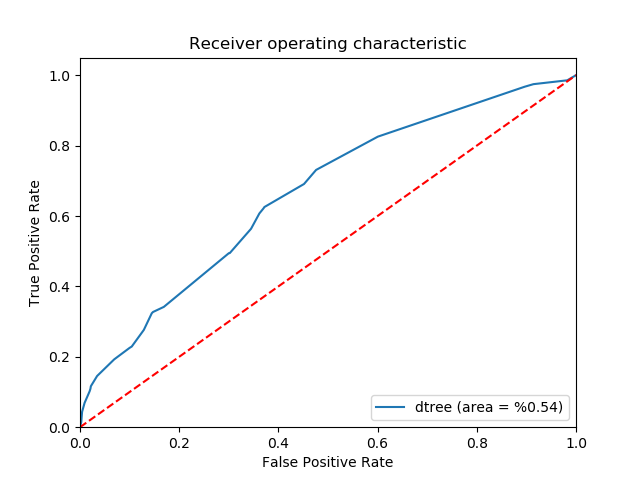 Receiver operating characteristic
True Positive Rate
1.0
0.8
0.6
0.4
0.2
0.0
dtree (area = %0.54)
0.0 0.2 0.4 0.6 0.8 1.0
False Positive Rate